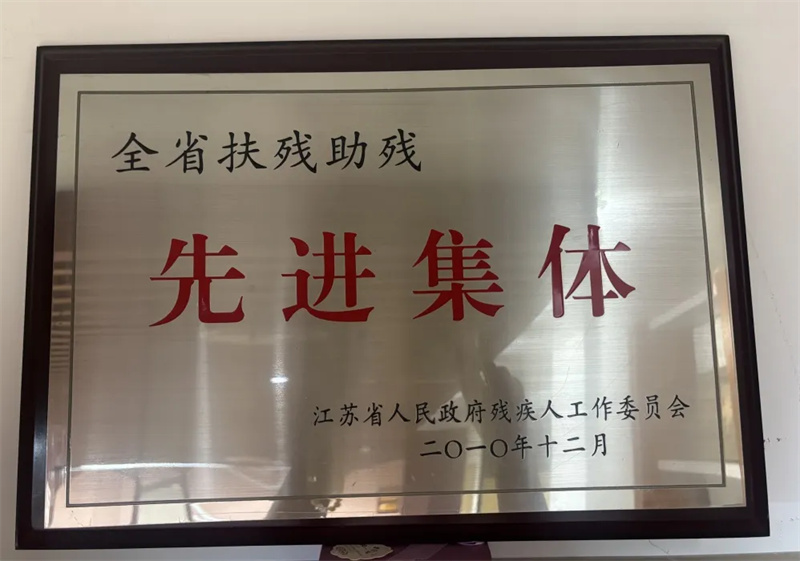 全省扶残助残
先进集体
江苏省人民政府残疾人工作委员会
二〇一〇年十二月